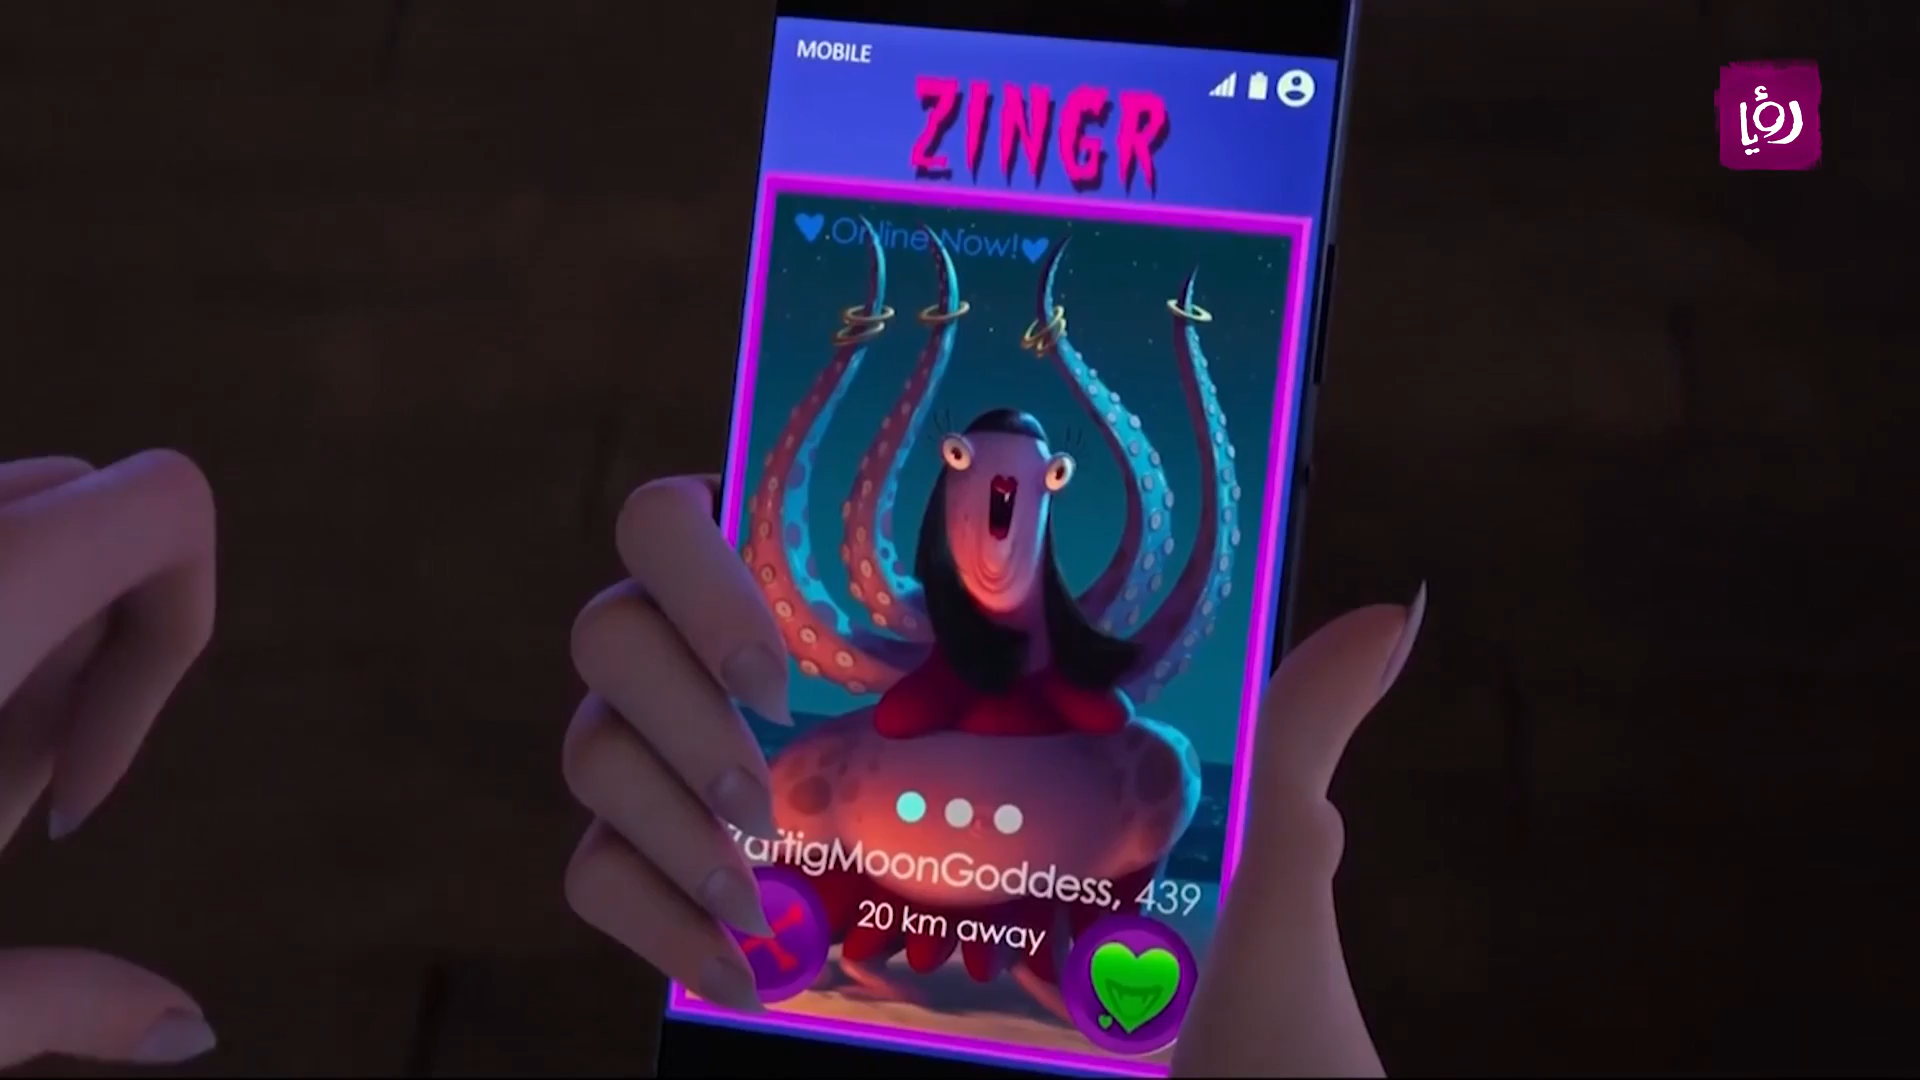 MOBILE
ZINGR
رؤيا
Online Now!
MoonGoddess, 439
20 km away